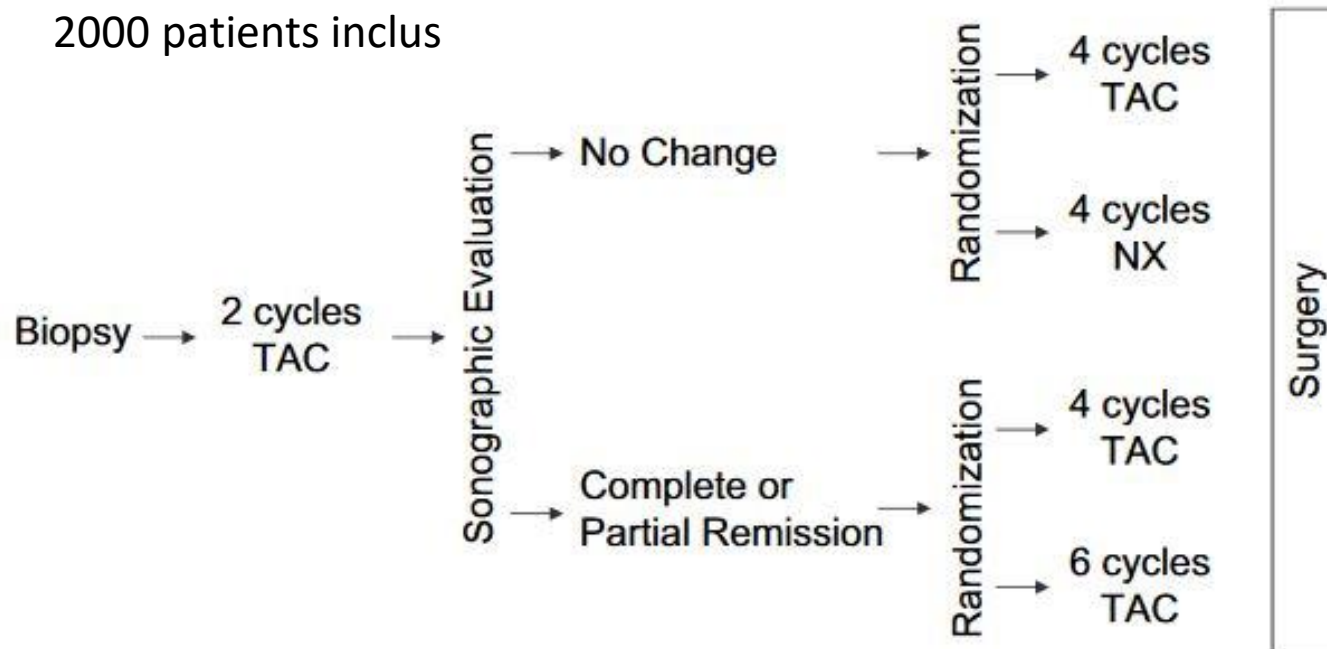 2000 patients inclus
Biopsy
2 cycles
TAC
Sonographic Evaluation
No Change
Randomization
4 cycles
TAC
4 cycles
NX
Complete or
Partial Remission
Randomization
4 cycles
TAC
6 cycles
TAC
Surgery